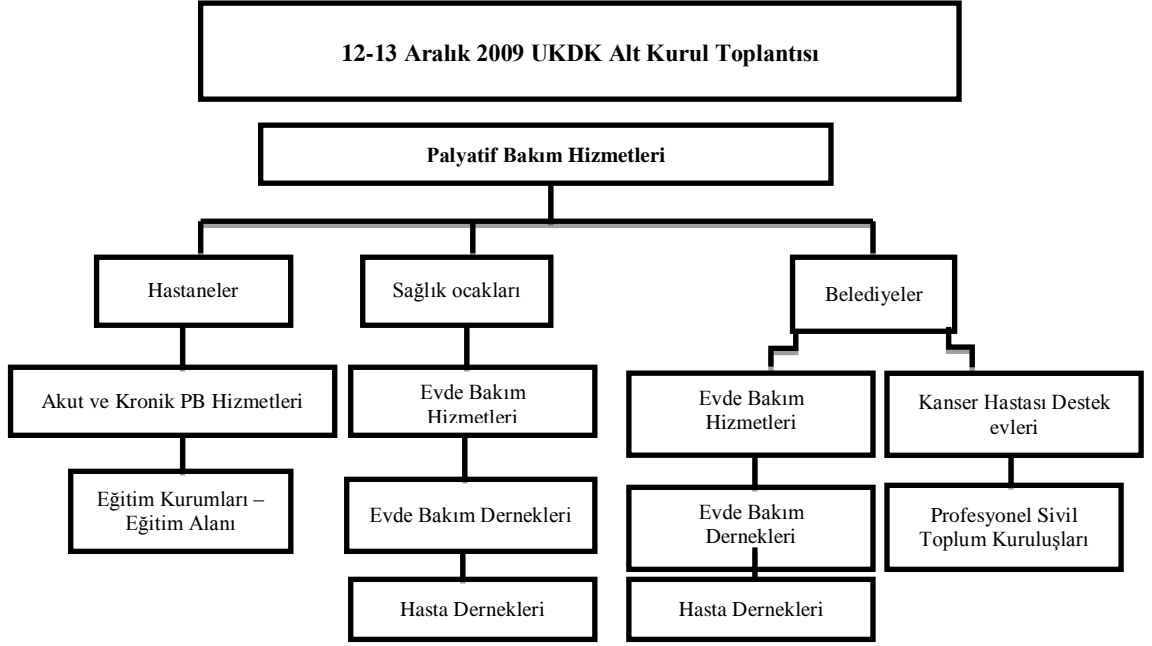 12-13 Aralık 2009 UKDK Alt Kurul Toplantısı
Palyatif Bakım Hizmetleri
Hastaneler
Sağlık ocakları
Belediyeler
Akut ve Kronik PB Hizmetleri
Evde Bakım
Hizmetleri
Evde Bakım
Hizmetleri
Kanser Hastası Destek
evleri
Eğitim Kurumları –
Eğitim Alanı
Evde Bakım Dernekleri
Evde Bakım
Dernekleri
Profesyonel Sivil
Toplum Kuruluşları
Hasta Dernekleri
Hasta Dernekleri